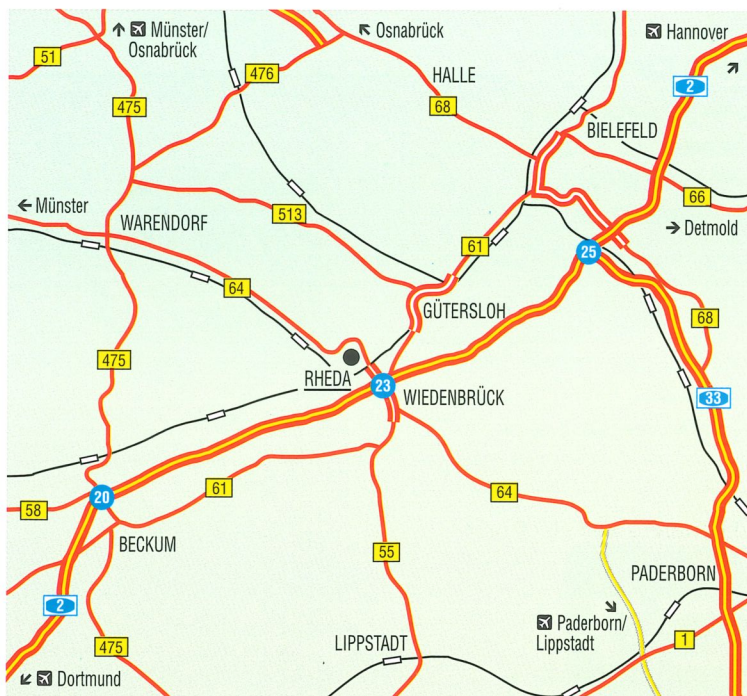 Münster/
Osnabrück
Osnabrück
Hannover
51
476
HALLE
2
475
68
BIELEFELD
Münster
66
513
WARENDORF
61
Detmold
25
64
GÜTERSLOH
68
475
RHEDA
23
WIEDENBRÜCK
33
20
61
64
58
BECKUM
55
PADERBORN
2
Paderborn/
Lippstadt
475
LIPPSTADT
1
Dortmund